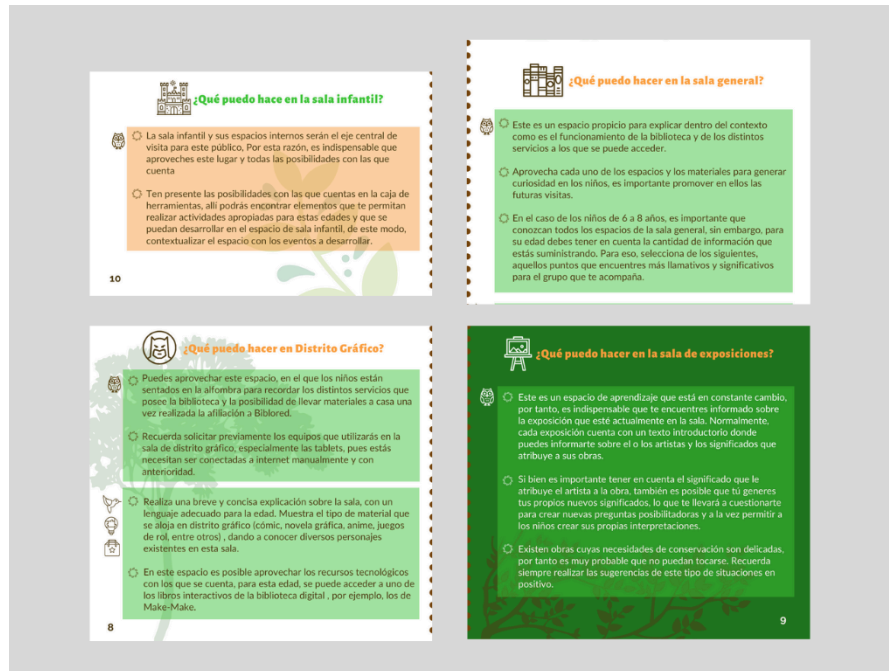 ¿Qué puedo hace en la sala infantil?
La sala infantil y sus espacios internos serán el eje central de
visita para este público, Por esta razón, es indispensable que
aproveches este lugar y todas las posibilidades con las que
cuenta
Ten presente las posibilidades con las que cuentas en la caja de
herramientas, allí podrás encontrar elementos que te permitan
realizar actividades apropiadas para estas edades y que se
puedan desarrollar en el espacio de sala infantil, de este modo,
contextualizar el espacio con los eventos a desarrollar.
10
¿Qué puedo hacer en la sala general?
Este es un espacio propicio para explicar dentro del contexto
como es el funcionamiento de la biblioteca y de los distintos
servicios a los que se puede acceder.
Aprovecha cada uno de los espacios y los materiales para generar
curiosidad en los niños, es importante promover en ellos las
futuras visitas.
En el caso de los niños de 6 a 8 años, es importante que
conozcan todos los espacios de la sala general, sin embargo, para
su edad debes tener en cuenta la cantidad de información que
estás suministrando. Para eso, selecciona de los siguientes,
aquellos puntos que encuentres más llamativos y significativos
para el grupo que te acompaña.
¿Qué puedo hacer en Distrito Gráfico?
Puedes aprovechar este espacio, en el que los niños están
sentados en la alfombra para recordar los distintos servicios que
posee la biblioteca y la posibilidad de llevar materiales a casa una
vez realizada la afiliación a Biblored.
Recuerda solicitar previamente los equipos que utilizarás en la
sala de distrito gráfico, especialmente las tablets, pues estás
necesitan ser conectadas a internet manualmente y con
anterioridad.
Realiza una breve y concisa explicación sobre la sala, con un
lenguaje adecuado para la edad. Muestra el tipo de material que
se aloja en distrito gráfico (cómic, novela gráfica, anime, juegos
de rol, entre otros) , dando a conocer diversos personajes
existentes en esta sala.
En este espacio es posible aprovechar los recursos tecnológicos
con los que se cuenta, para esta edad, se puede acceder a uno de
los libros interactivos de la biblioteca digital , por ejemplo, los de
Make-Make.
8
¿Qué puedo hacer en la sala de exposiciones?
Este es un espacio de aprendizaje que está en constante cambio,
por tanto, es indispensable que te encuentres informado sobre
la exposición que esté actualmente en la sala. Normalmente,
cada exposición cuenta con un texto introductorio donde
puedes informarte sobre el o los artistas y los significados que
atribuye a sus obras.
Si bien es importante tener en cuenta el significado que le
atribuye el artista a la obra, también es posible que tú generes
tus propios nuevos significados, lo que te llevará a cuestionarte
para crear nuevas preguntas posibilitadoras y a la vez permitir a
los niños crear sus propias interpretaciones.
Existen obras cuyas necesidades de conservación son delicadas,
por tanto es muy probable que no puedan tocarse. Recuerda
siempre realizar las sugerencias de este tipo de situaciones en
positivo.
9